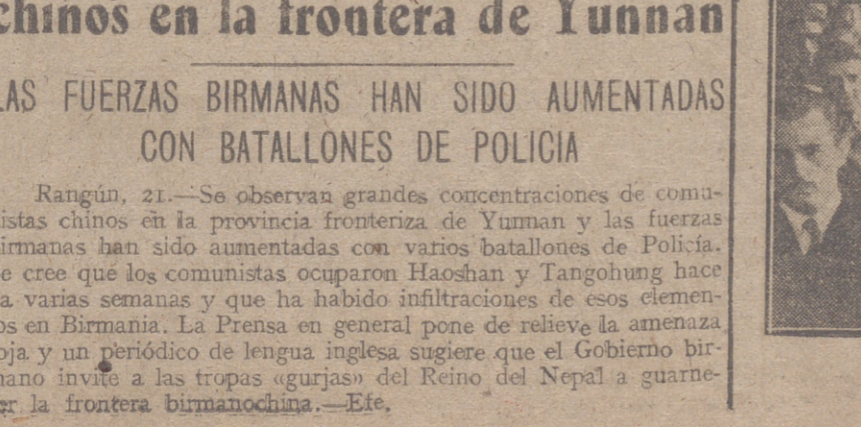 chinos en la frontera de Yunnan
LAS FUERZAS BIRMANAS HAN SIDO AUMENTADAS
CON BATALLONES DE POLICIA
Rangún, 21.—Se observan grandes concentraciones de comu-
istas chinos en la provincia fronteriza de Yunnan y las fuerzas
irmanas han sido aumentadas con varios batallones de Policía.
e cree que los comunistas ocuparon Haoshan y Tangohung hace
a varias semanas y que ha habido infiltraciones de esos elemen-
os en Birmania. La Prensa en general pone de relieve la amenaza
oja y un periódico de lengua inglesa sugiere que el Gobierno bir-
nano invite a las tropas «gurjas» del Reino del Nepal a guarne-
er la frontera birmanochina.—Efe.